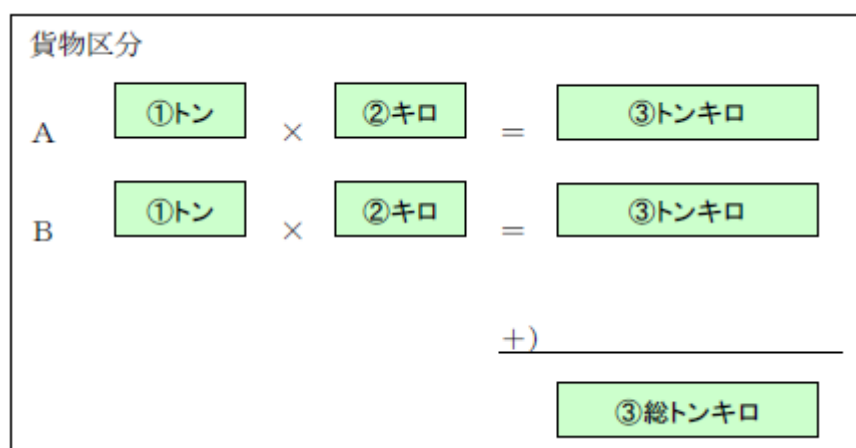 貨物区分
A ①トン × ②キロ = ③トンキロ
B ①トン × ②キロ = ③トンキロ
+)
③総トンキロ